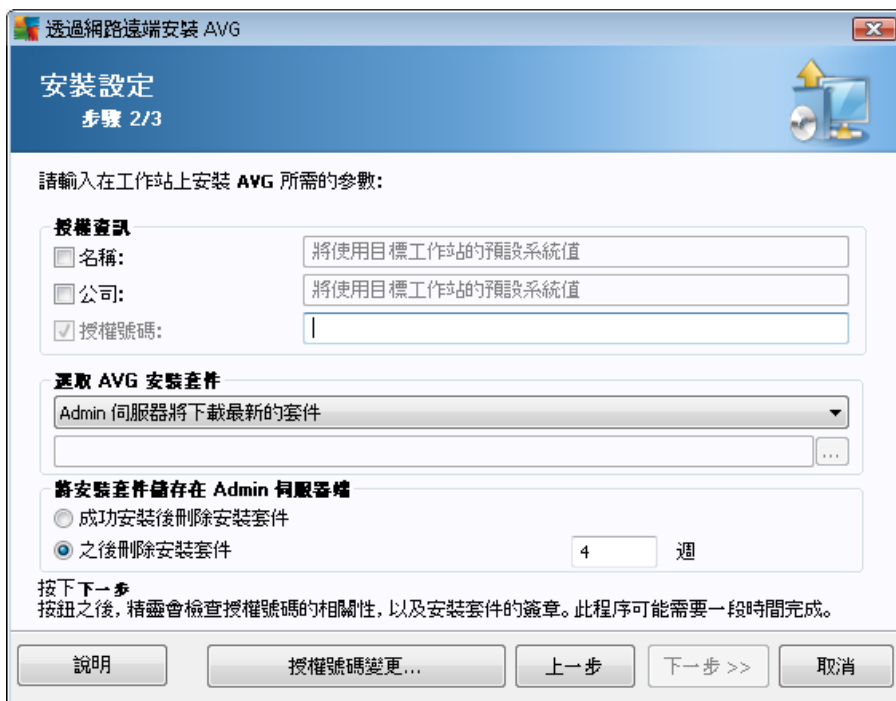 透過網路遠端安裝 AVG
安裝設定
步驟 2/3
請輸入在工作站上安裝 AVG 所需的參數:
授權資訊
名稱: 將使用目標工作站的預設系統值
公司: 將使用目標工作站的預設系統值
授權號碼:
選取 AVG 安裝套件
Admin 伺服器將下載最新的套件
...
將安裝套件儲存在 Admin 伺服器端
成功安裝後刪除安裝套件
之後刪除安裝套件 4 週
按下下一步
按鈕之後, 精靈會檢查授權號碼的相關性, 以及安裝套件的簽章。此程序可能需要一段時間完成。
說明 授權號碼變更... 上一步 下一步 >> 取消